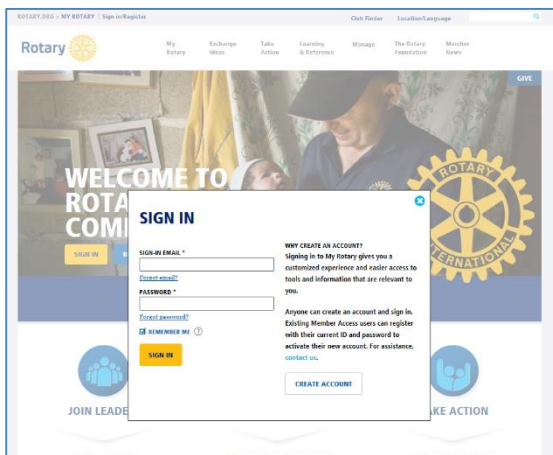 ROTARY.ORG > MY ROTARY | Sign in/Register
Club Finder Location/Language
Rotary
My Rotary
Exchange Ideas
Take Action
Learning & Reference
Manage
The Rotary Foundation
Member News
GIVE
WELCOME TO
ROTA
COM
SIGN IN
ROTARY
INTERNATIONAL
SIGN IN
SIGN-IN EMAIL *
Forgot email?
PASSWORD *
Forgot password?
REMEMBER ME ?
SIGN IN
WHY CREATE AN ACCOUNT?
Signing in to My Rotary gives you a
customized experience and easier access to
tools and information that are relevant to
you.
Anyone can create an account and sign in.
Existing Member Access users can register
with their current ID and password to
activate their new account. For assistance,
contact us.
CREATE ACCOUNT
JOIN LEADE
KE ACTION